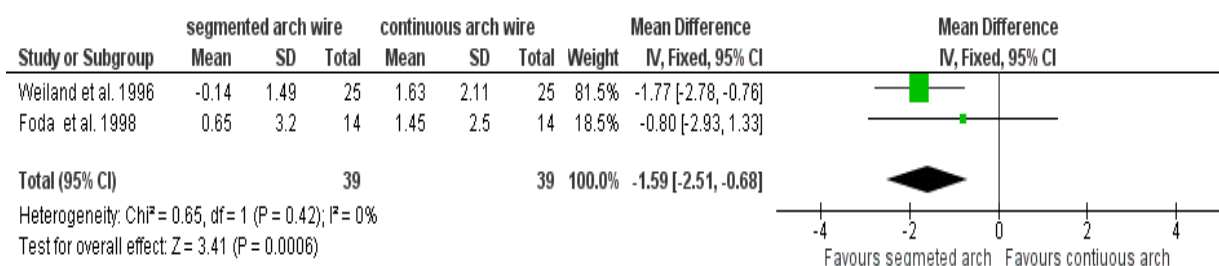 segmented arch wire continuous arch wire Mean Difference Mean Difference
Study or Subgroup Mean SD Total Mean SD Total Weight IV, Fixed, 95% CI IV, Fixed, 95% CI
Weiland et al. 1996 -0.14 1.49 25 1.63 2.11 25 81.5% -1.77 [-2.78, -0.76]
Foda et al. 1998 0.65 3.2 14 1.45 2.5 14 18.5% -0.80 [-2.93, 1.33]
Total (95% CI) 39 39 100.0% -1.59 [-2.51, -0.68]
Heterogeneity: Chi² = 0.65, df = 1 (P = 0.42); I² = 0%
Test for overall effect: Z = 3.41 (P = 0.0006)
-4 -2 0 2 4
Favours segmeted arch Favours contiuous arch